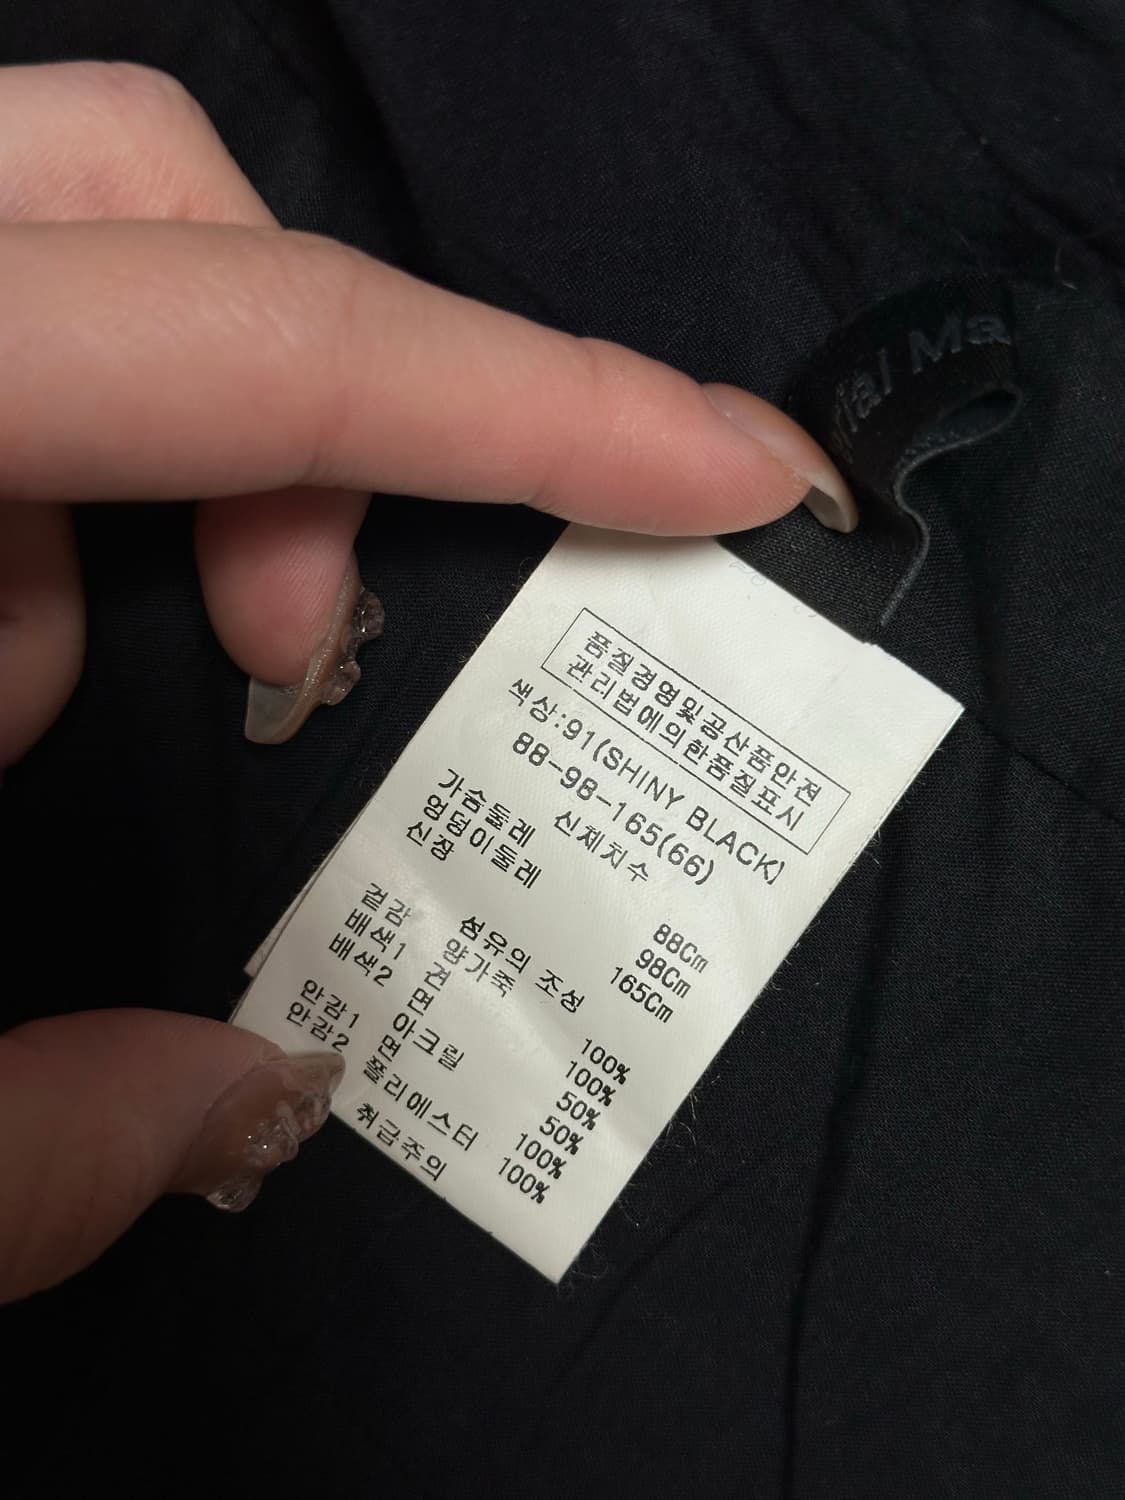 rial Ma
품질경영및공산품안전
관리법에의한품질표시
색상:91(SHINY BLACK)
88-98-165(66)
신체치수
가슴둘레 88Cm
엉덩이둘레 98Cm
신장 165Cm
섬유의 조성
겉감 양가죽 100%
배색1 견 100%
배색2 면 50%
아크릴 50%
안감1 면 100%
안감2 폴리에스터 100%
취급주의